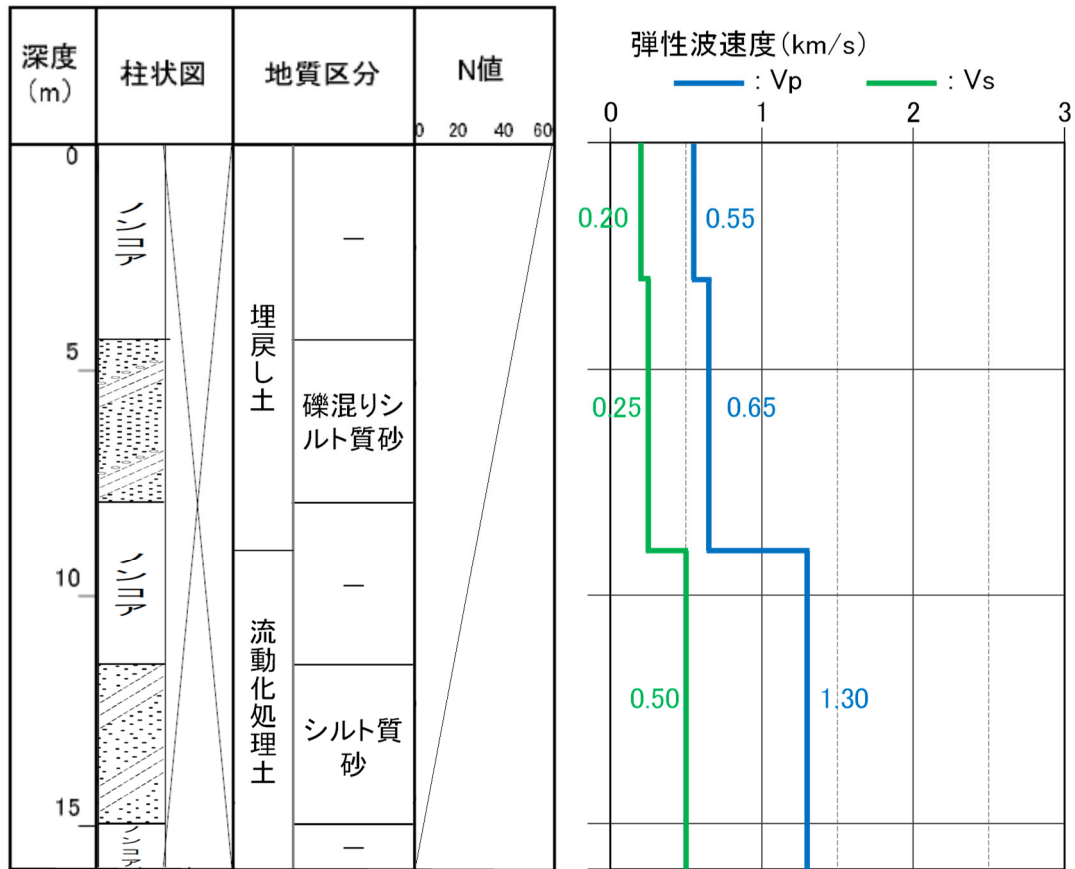 深度
(m)
柱状図
地質区分
N値
0 20 40 60
0
5
10
15
ノンコア
ノンコア
ノンコア
埋戻し土
流動化処理土
—
礫混りシ
ルト質砂
—
シルト質
砂
—
弾性波速度(km/s)
: Vp : Vs
0 1 2 3
0.20 0.55
0.25 0.65
0.50 1.30